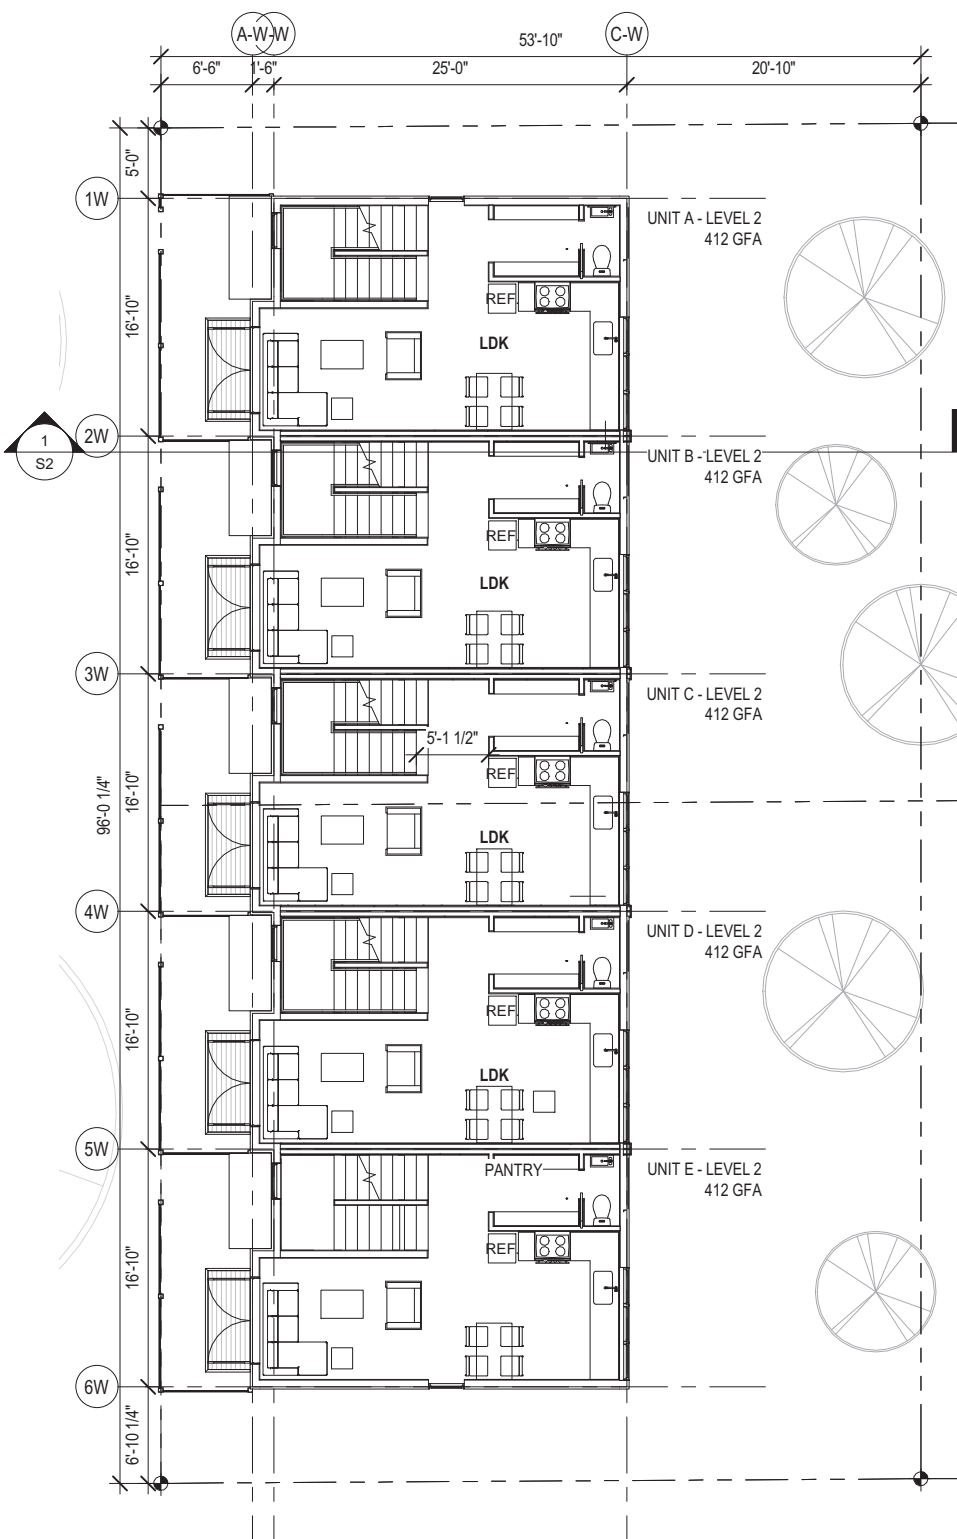 A-W
-W
C-W
53'-10"
6'-6"
1'-6"
25'-0"
20'-10"
5'-0"
1W
UNIT A - LEVEL 2
412 GFA
REF.
16'-10"
LDK
1
S2
2W
UNIT B - LEVEL 2
412 GFA
REF.
16'-10"
LDK
3W
UNIT C - LEVEL 2
412 GFA
5'-1 1/2"
REF.
16'-10"
96'-0 1/4"
LDK
4W
UNIT D - LEVEL 2
412 GFA
REF.
16'-10"
LDK
5W
PANTRY
UNIT E - LEVEL 2
412 GFA
REF.
16'-10"
6W
6'-10 1/4"